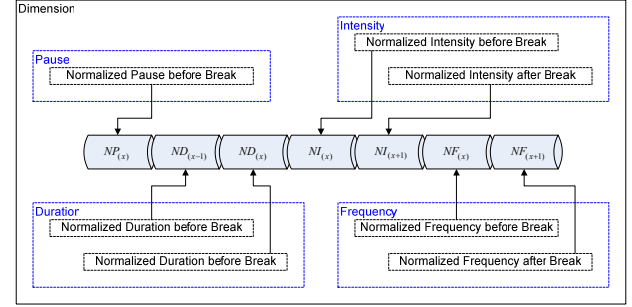 Dimension
Intensity
Normalized Intensity before Break
Normalized Intensity after Break
Pause
Normalized Pause before Break
NP(x) ND(x−1) ND(x) NI(x) NI(x+1) NF(x) NF(x+1)
Duration
Normalized Duration before Break
Normalized Duration before Break
Frequency
Normalized Frequency before Break
Normalized Frequency after Break